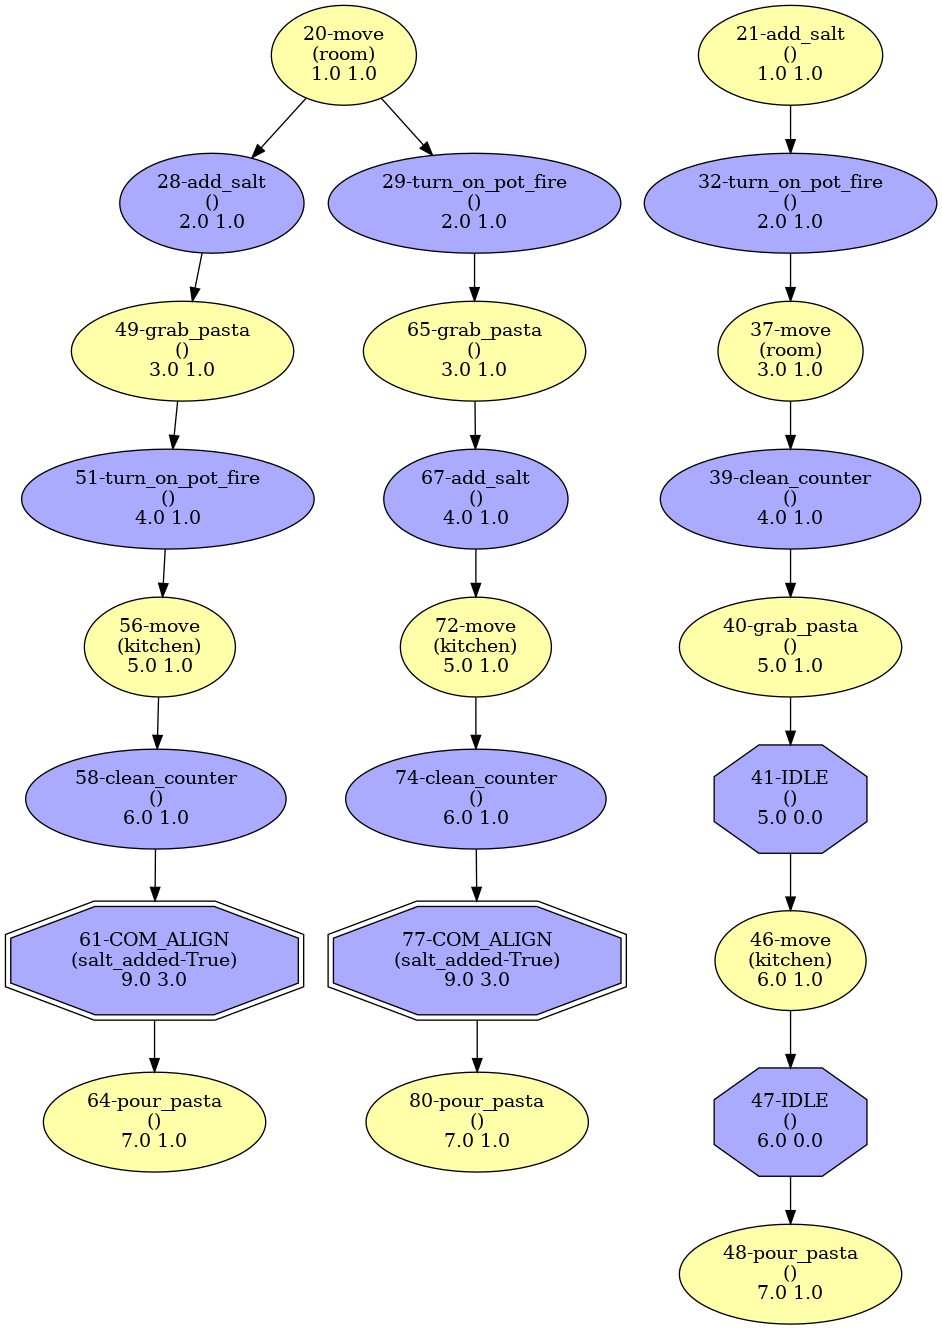 20-move
(room)
1.0 1.0
21-add_salt
()
1.0 1.0
28-add_salt
()
2.0 1.0
29-turn_on_pot_fire
()
2.0 1.0
32-turn_on_pot_fire
()
2.0 1.0
49-grab_pasta
()
3.0 1.0
65-grab_pasta
()
3.0 1.0
37-move
(room)
3.0 1.0
51-turn_on_pot_fire
()
4.0 1.0
67-add_salt
()
4.0 1.0
39-clean_counter
()
4.0 1.0
56-move
(kitchen)
5.0 1.0
72-move
(kitchen)
5.0 1.0
40-grab_pasta
()
5.0 1.0
58-clean_counter
()
6.0 1.0
74-clean_counter
()
6.0 1.0
41-IDLE
()
5.0 0.0
61-COM_ALIGN
(salt_added-True)
9.0 3.0
77-COM_ALIGN
(salt_added-True)
9.0 3.0
46-move
(kitchen)
6.0 1.0
64-pour_pasta
()
7.0 1.0
80-pour_pasta
()
7.0 1.0
47-IDLE
()
6.0 0.0
48-pour_pasta
()
7.0 1.0